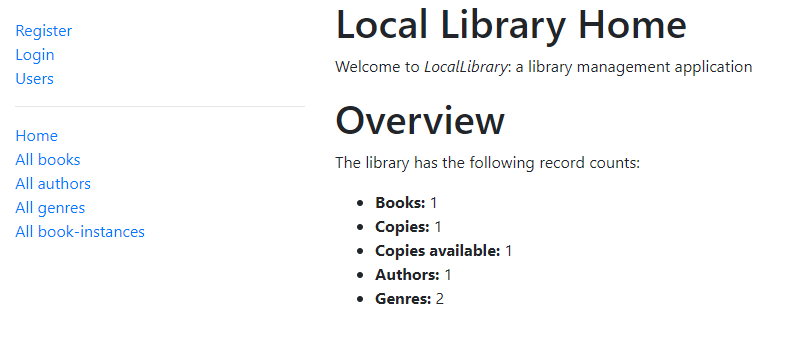 Register
Login
Users
Home
All books
All authors
All genres
All book-instances
Local Library Home
Welcome to LocalLibrary: a library management application
Overview
The library has the following record counts:
Books: 1
Copies: 1
Copies available: 1
Authors: 1
Genres: 2